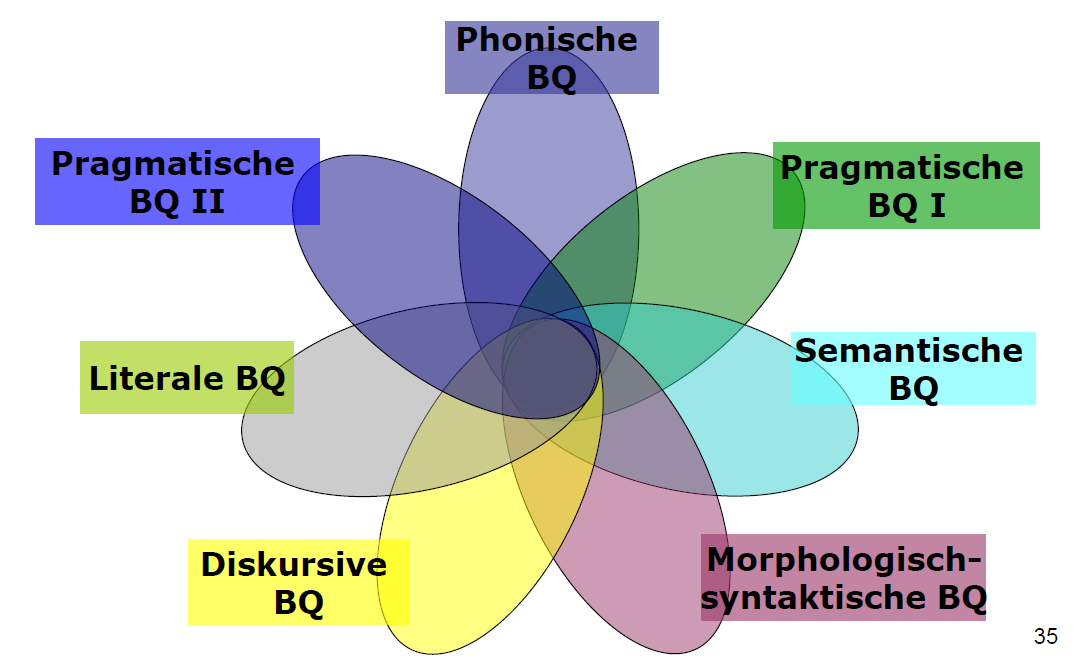 Phonische
BQ
Pragmatische
BQ II
Pragmatische
BQ I
Literale BQ
Semantische
BQ
Diskursive
BQ
Morphologisch-
syntaktische BQ
35